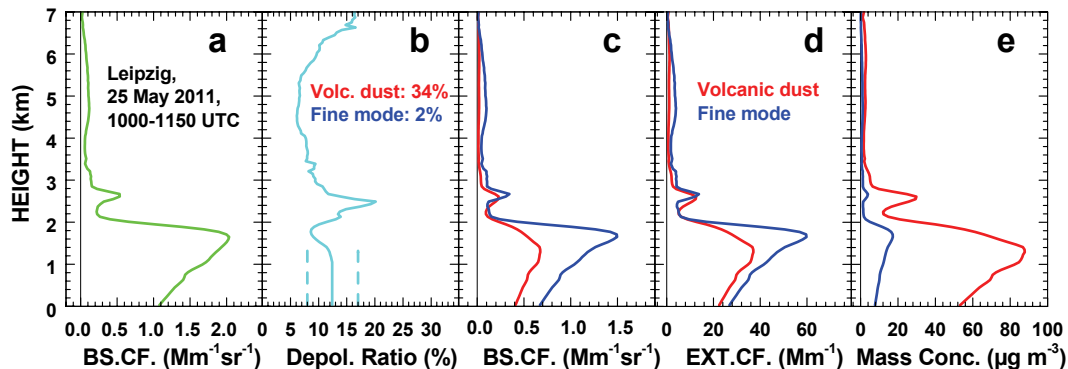 a
b
c
d
e
Leipzig,
25 May 2011,
1000-1150 UTC
Volc. dust: 34%
Fine mode: 2%
Volcanic dust
Fine mode
HEIGHT (km)
7
6
5
4
3
2
1
0
0.0 0.5 1.0 1.5 2.0
0 10 20 30
0.0 0.5 1.0 1.5
0 20 40 60
0 20 40 60 80 100
BS.CF. (Mm⁻¹sr⁻¹)
Depol. Ratio (%)
BS.CF. (Mm⁻¹sr⁻¹)
EXT.CF. (Mm⁻¹)
Mass Conc. (µg m⁻³)